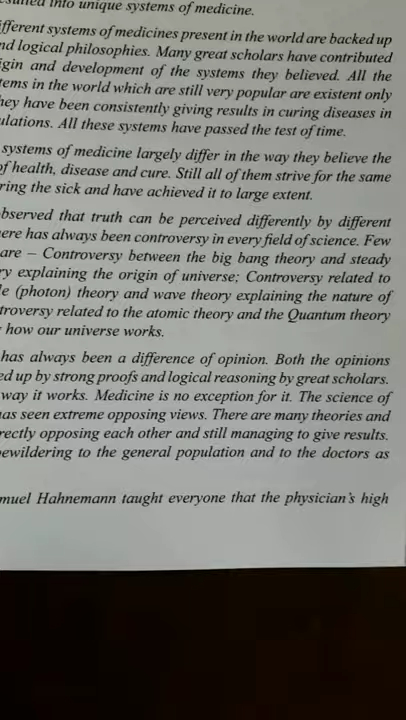 into unique systems of medicine.
ifferent systems of medicines present in the world are backed up
nd logical philosophies. Many great scholars have contributed
igin and development of the systems they believed. All the
tems in the world which are still very popular are existent only
hey have been consistently giving results in curing diseases in
ulations. All these systems have passed the test of time.
systems of medicine largely differ in the way they believe the
of health, disease and cure. Still all of them strive for the same
ring the sick and have achieved it to large extent.
bserved that truth can be perceived differently by different
ere has always been controversy in every field of science. Few
are – Controversy between the big bang theory and steady
ry explaining the origin of universe; Controversy related to
le (photon) theory and wave theory explaining the nature of
troversy related to the atomic theory and the Quantum theory
how our universe works.
has always been a difference of opinion. Both the opinions
ed up by strong proofs and logical reasoning by great scholars.
way it works. Medicine is no exception for it. The science of
as seen extreme opposing views. There are many theories and
rectly opposing each other and still managing to give results.
ewildering to the general population and to the doctors as
muel Hahnemann taught everyone that the physician's high